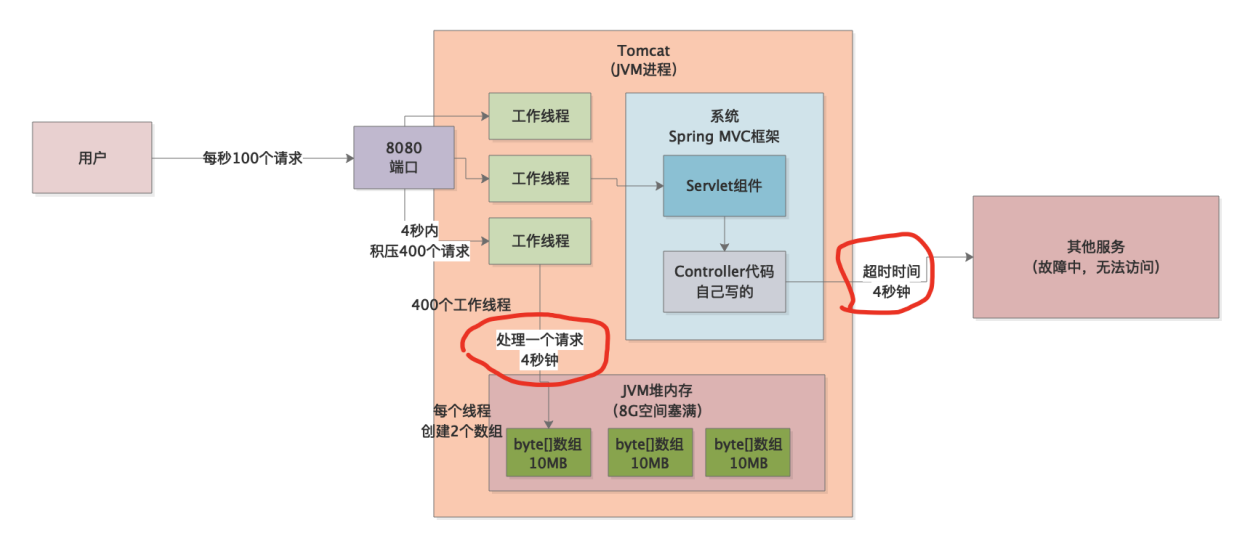 Tomcat
（JVM进程）
用户
每秒100个请求
8080
端口
工作线程
工作线程
工作线程
4秒内
积压400个请求
系统
Spring MVC框架
Servlet组件
Controller代码
自己写的
超时时间
4秒钟
其他服务
（故障中，无法访问）
400个工作线程
处理一个请求
4秒钟
每个线程
创建2个数组
JVM堆内存
（8G空间塞满）
byte[]数组
10MB
byte[]数组
10MB
byte[]数组
10MB